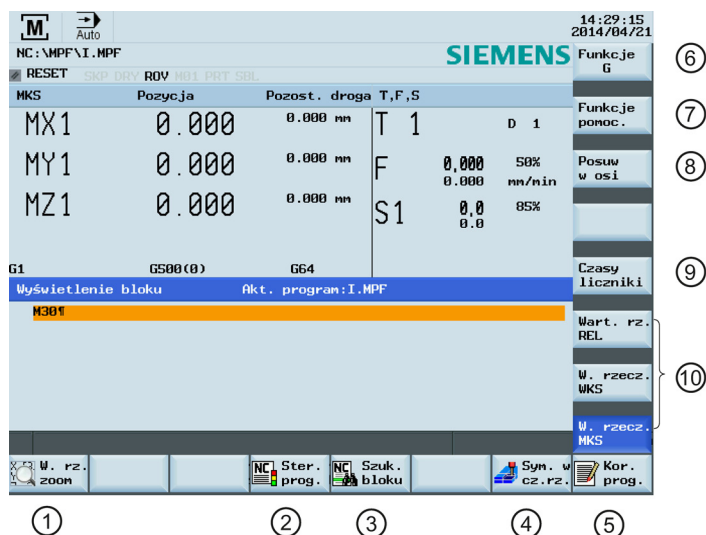 M Auto 14:29:15
2014/04/21
NC:\MPF\I.MPF SIEMENS
RESET SKP DRY ROV M01 PRT SBL
MKS Pozycja Pozost. droga T,F,S
MX1 0.000 0.000 mm T 1 D 1
MY1 0.000 0.000 mm F 0,000 50%
0.000 mm/min
MZ1 0.000 0.000 mm S1 0,0 85%
0.0
G1 G500(0) G64
Wyświetlenie bloku Akt. program:I.MPF
M30¶
Funkcje
G
6
Funkcje
pomoc.
7
Posuw
w osi
8
Czasy
liczniki
9
Wart. rz.
REL
W. rzecz.
WKS
10
W. rzecz.
MKS
W. rz.
zoom
NC Ster.
prog.
NC Szuk.
bloku
Sym. w
cz.rz.
Kor.
prog.
1 2 3 4 5